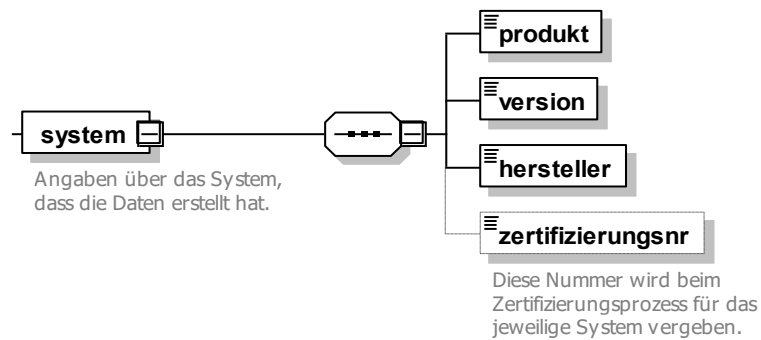 produkt
version
system
hersteller
Angaben über das System,
dass die Daten erstellt hat.
zertifizierungsnr
Diese Nummer wird beim
Zertifizierungsprozess für das
jeweilige System vergeben.